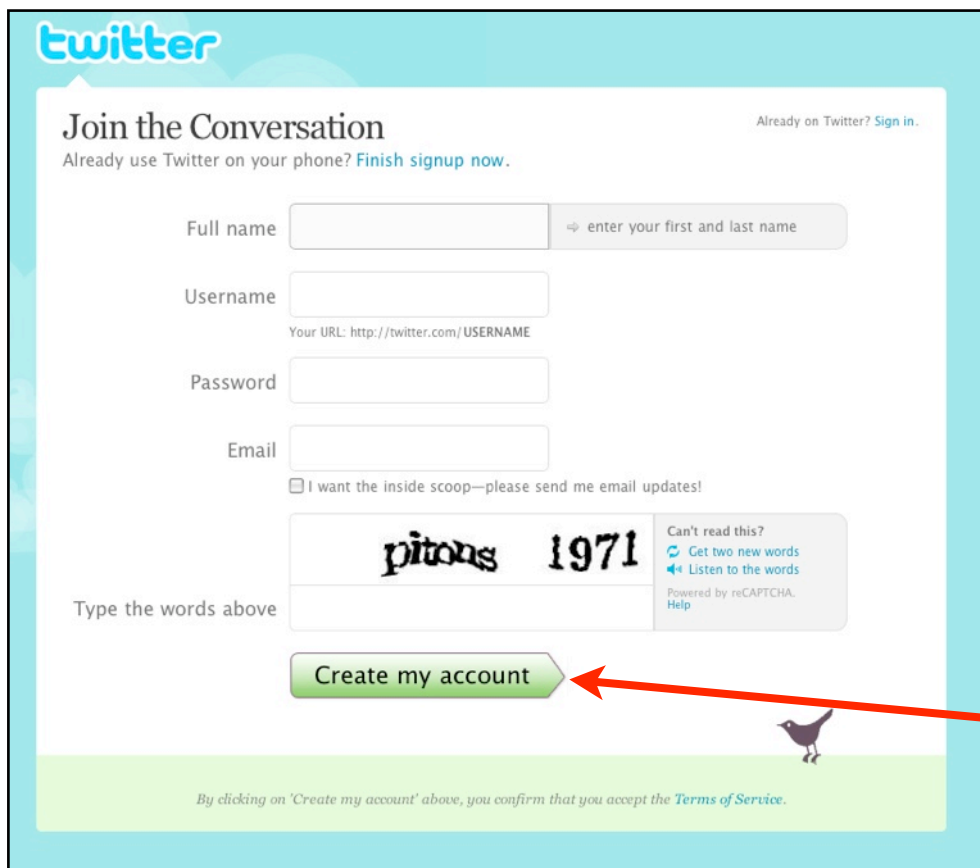 twitter
Join the Conversation
Already on Twitter? Sign in.
Already use Twitter on your phone? Finish signup now.
Full name
⇨ enter your first and last name
Username
Your URL: http://twitter.com/USERNAME
Password
Email
I want the inside scoop—please send me email updates!
pitons 1971
Can't read this?
Get two new words
Listen to the words
Powered by reCAPTCHA.
Help
Type the words above
Create my account
By clicking on 'Create my account' above, you confirm that you accept the Terms of Service.